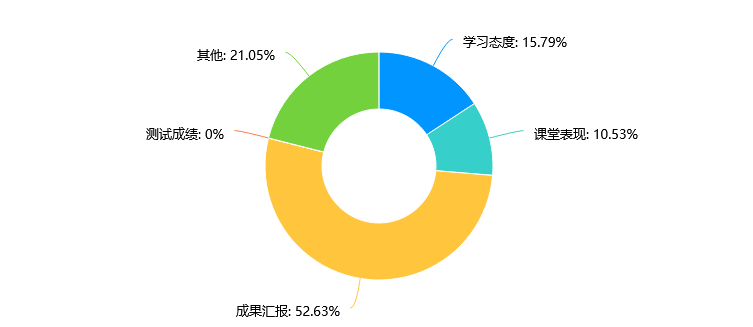 学习态度: 15.79%
其他: 21.05%
测试成绩: 0%
课堂表现: 10.53%
成果汇报: 52.63%